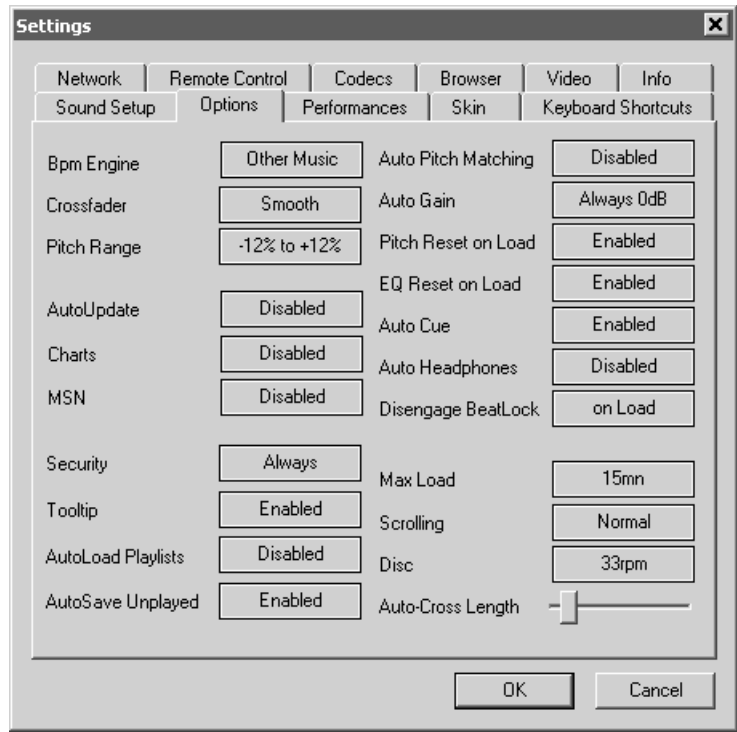 Settings
Network Remote Control Codecs Browser Video Info
Sound Setup Options Performances Skin Keyboard Shortcuts
Bpm Engine Other Music
Crossfader Smooth
Pitch Range -12% to +12%
AutoUpdate Disabled
Charts Disabled
MSN Disabled
Security Always
Tooltip Enabled
AutoLoad Playlists Disabled
AutoSave Unplayed Enabled
Auto Pitch Matching Disabled
Auto Gain Always 0dB
Pitch Reset on Load Enabled
EQ Reset on Load Enabled
Auto Cue Enabled
Auto Headphones Disabled
Disengage BeatLock on Load
Max Load 15mn
Scrolling Normal
Disc 33rpm
Auto-Cross Length
OK Cancel